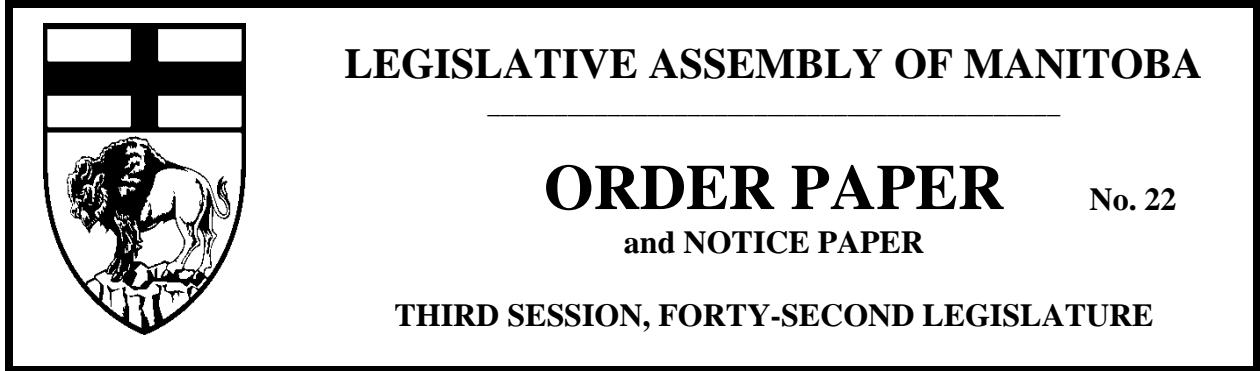 LEGISLATIVE ASSEMBLY OF MANITOBA
ORDER PAPER No. 22
and NOTICE PAPER
THIRD SESSION, FORTY-SECOND LEGISLATURE